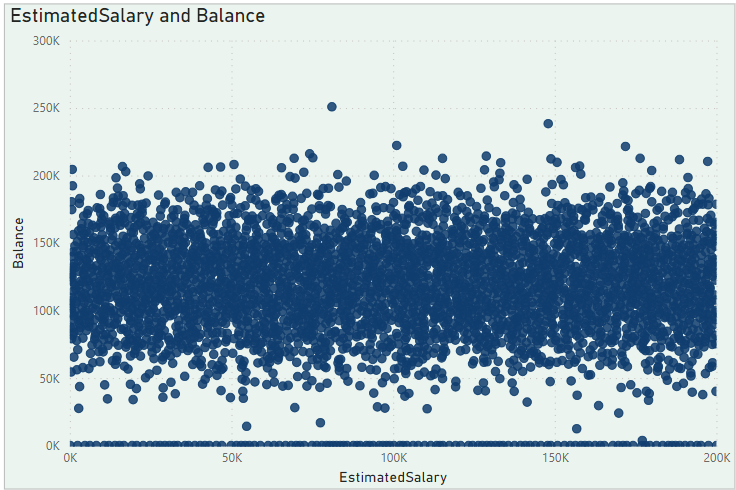 EstimatedSalary and Balance
300K
250K
200K
150K
100K
50K
0K
Balance
0K 50K 100K 150K 200K
EstimatedSalary